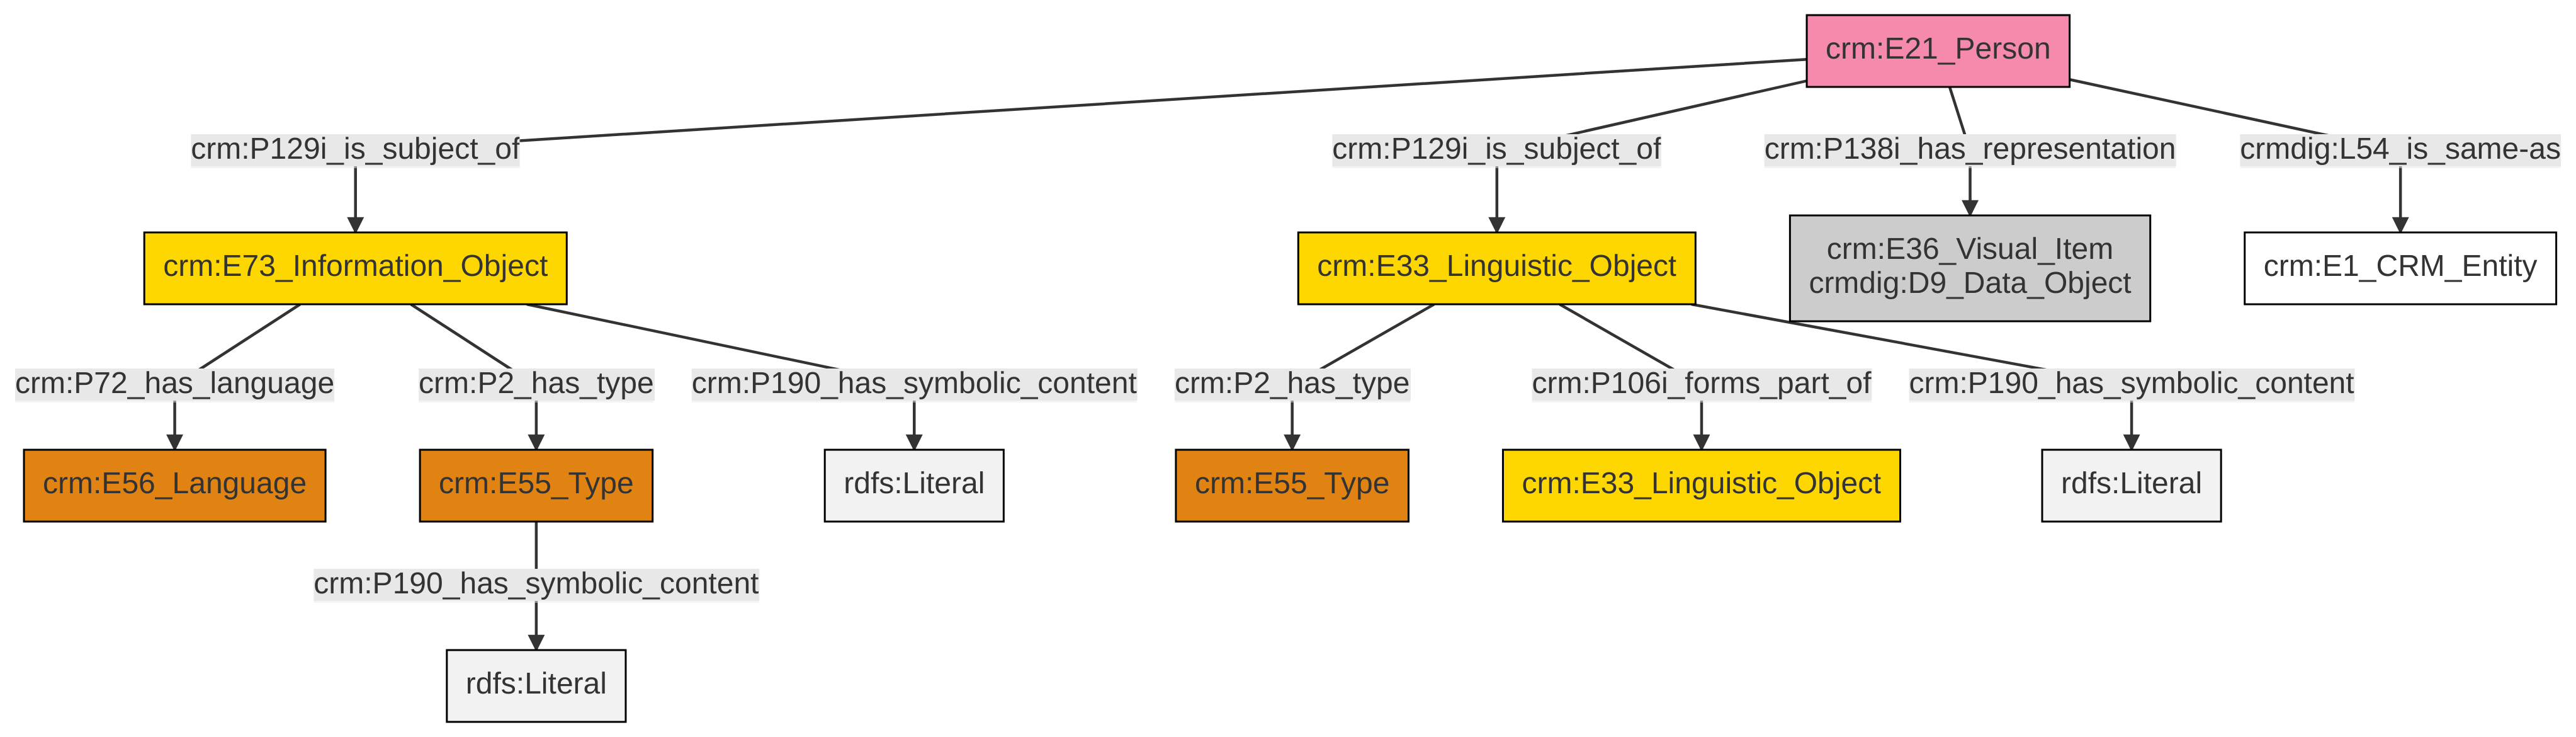 crm:E21_Person
crm:P129i_is_subject_of
crm:P129i_is_subject_of
crm:P138i_has_representation
crmdig:L54_is_same-as
crm:E73_Information_Object
crm:E33_Linguistic_Object
crm:E36_Visual_Item
crmdig:D9_Data_Object
crm:E1_CRM_Entity
crm:P72_has_language
crm:P2_has_type
crm:P190_has_symbolic_content
crm:P2_has_type
crm:P106i_forms_part_of
crm:P190_has_symbolic_content
crm:E56_Language
crm:E55_Type
rdfs:Literal
crm:E55_Type
crm:E33_Linguistic_Object
rdfs:Literal
crm:P190_has_symbolic_content
rdfs:Literal